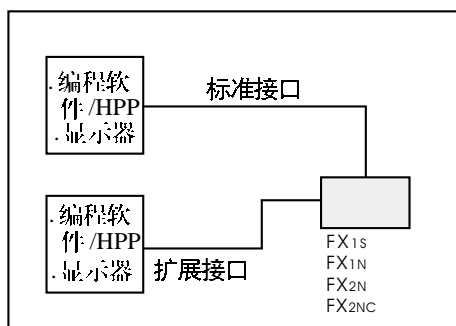 .编程软
件/HPP
.显示器
标准接口
.编程软
件/HPP
.显示器
扩展接口
FX1S
FX1N
FX2N
FX2NC